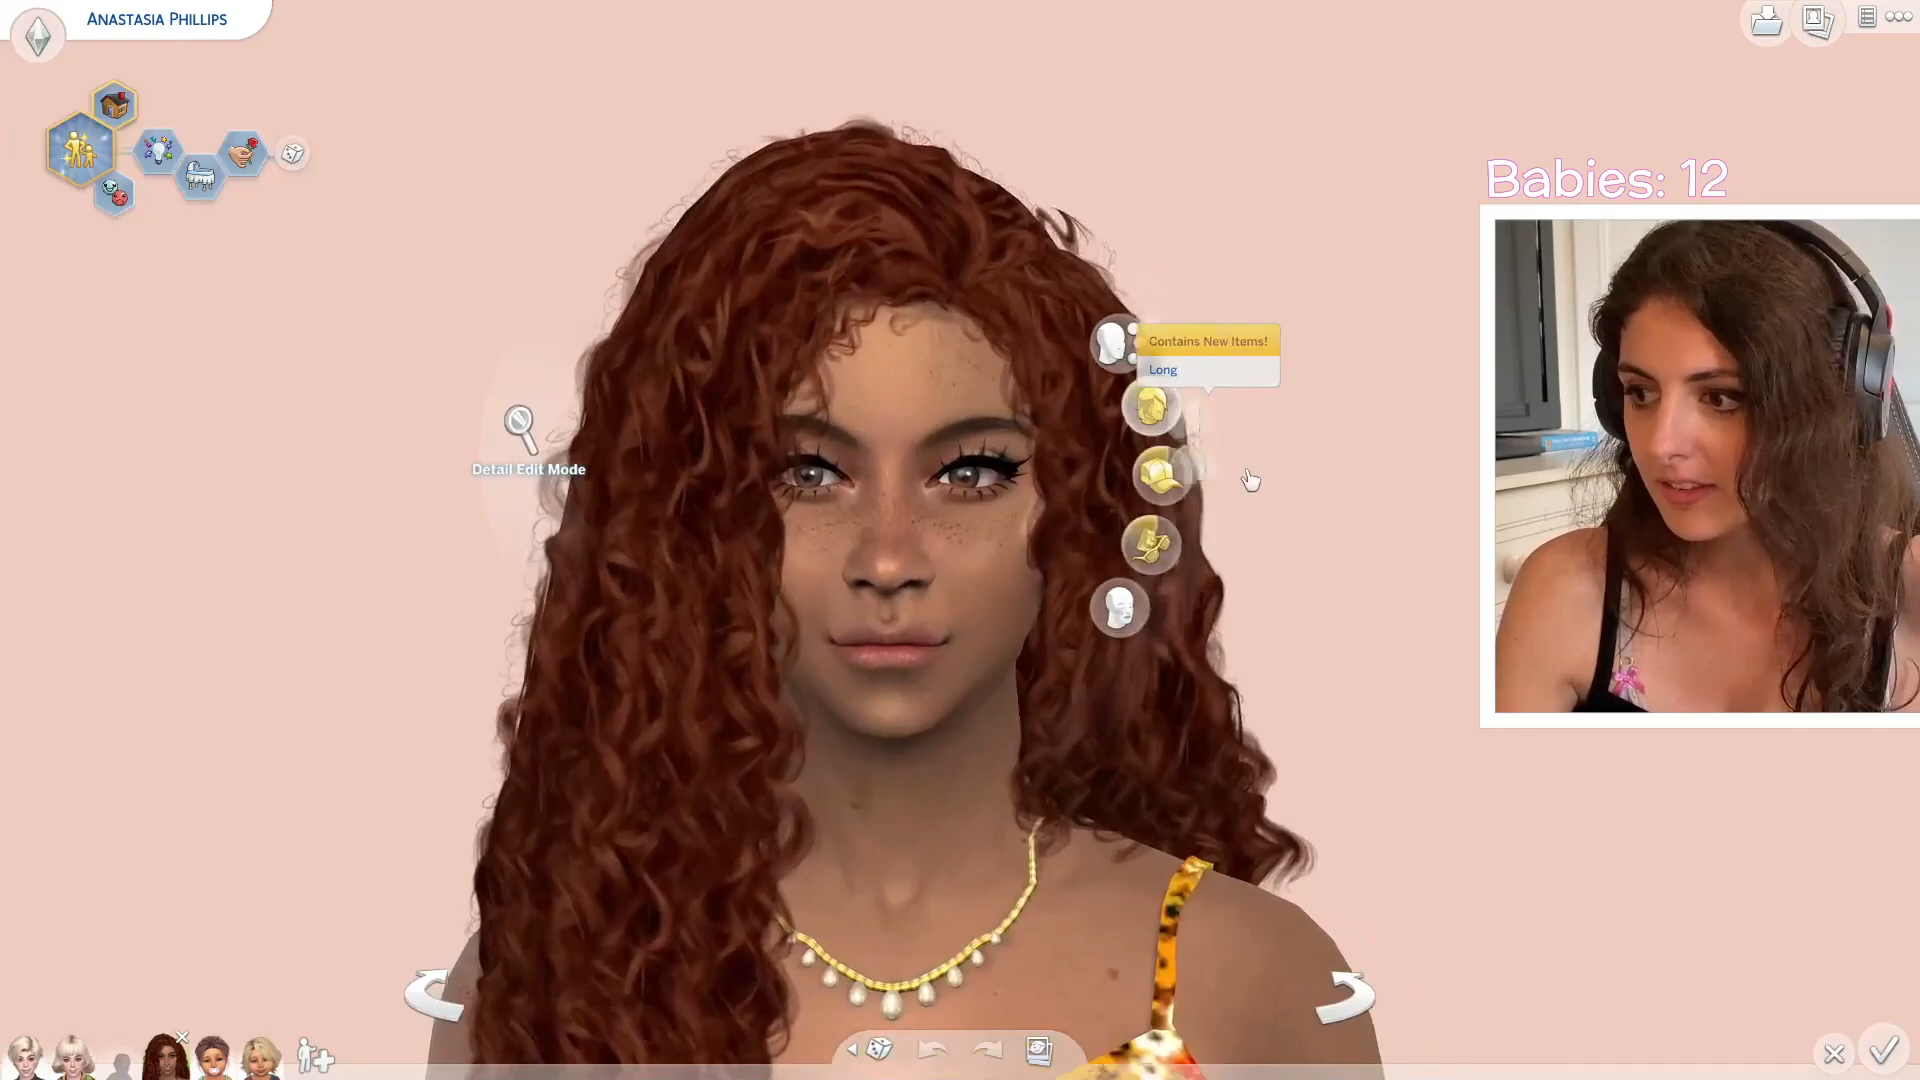 Anastasia Phillips
Babies: 12
Contains New Items!
Long
Detail Edit Mode